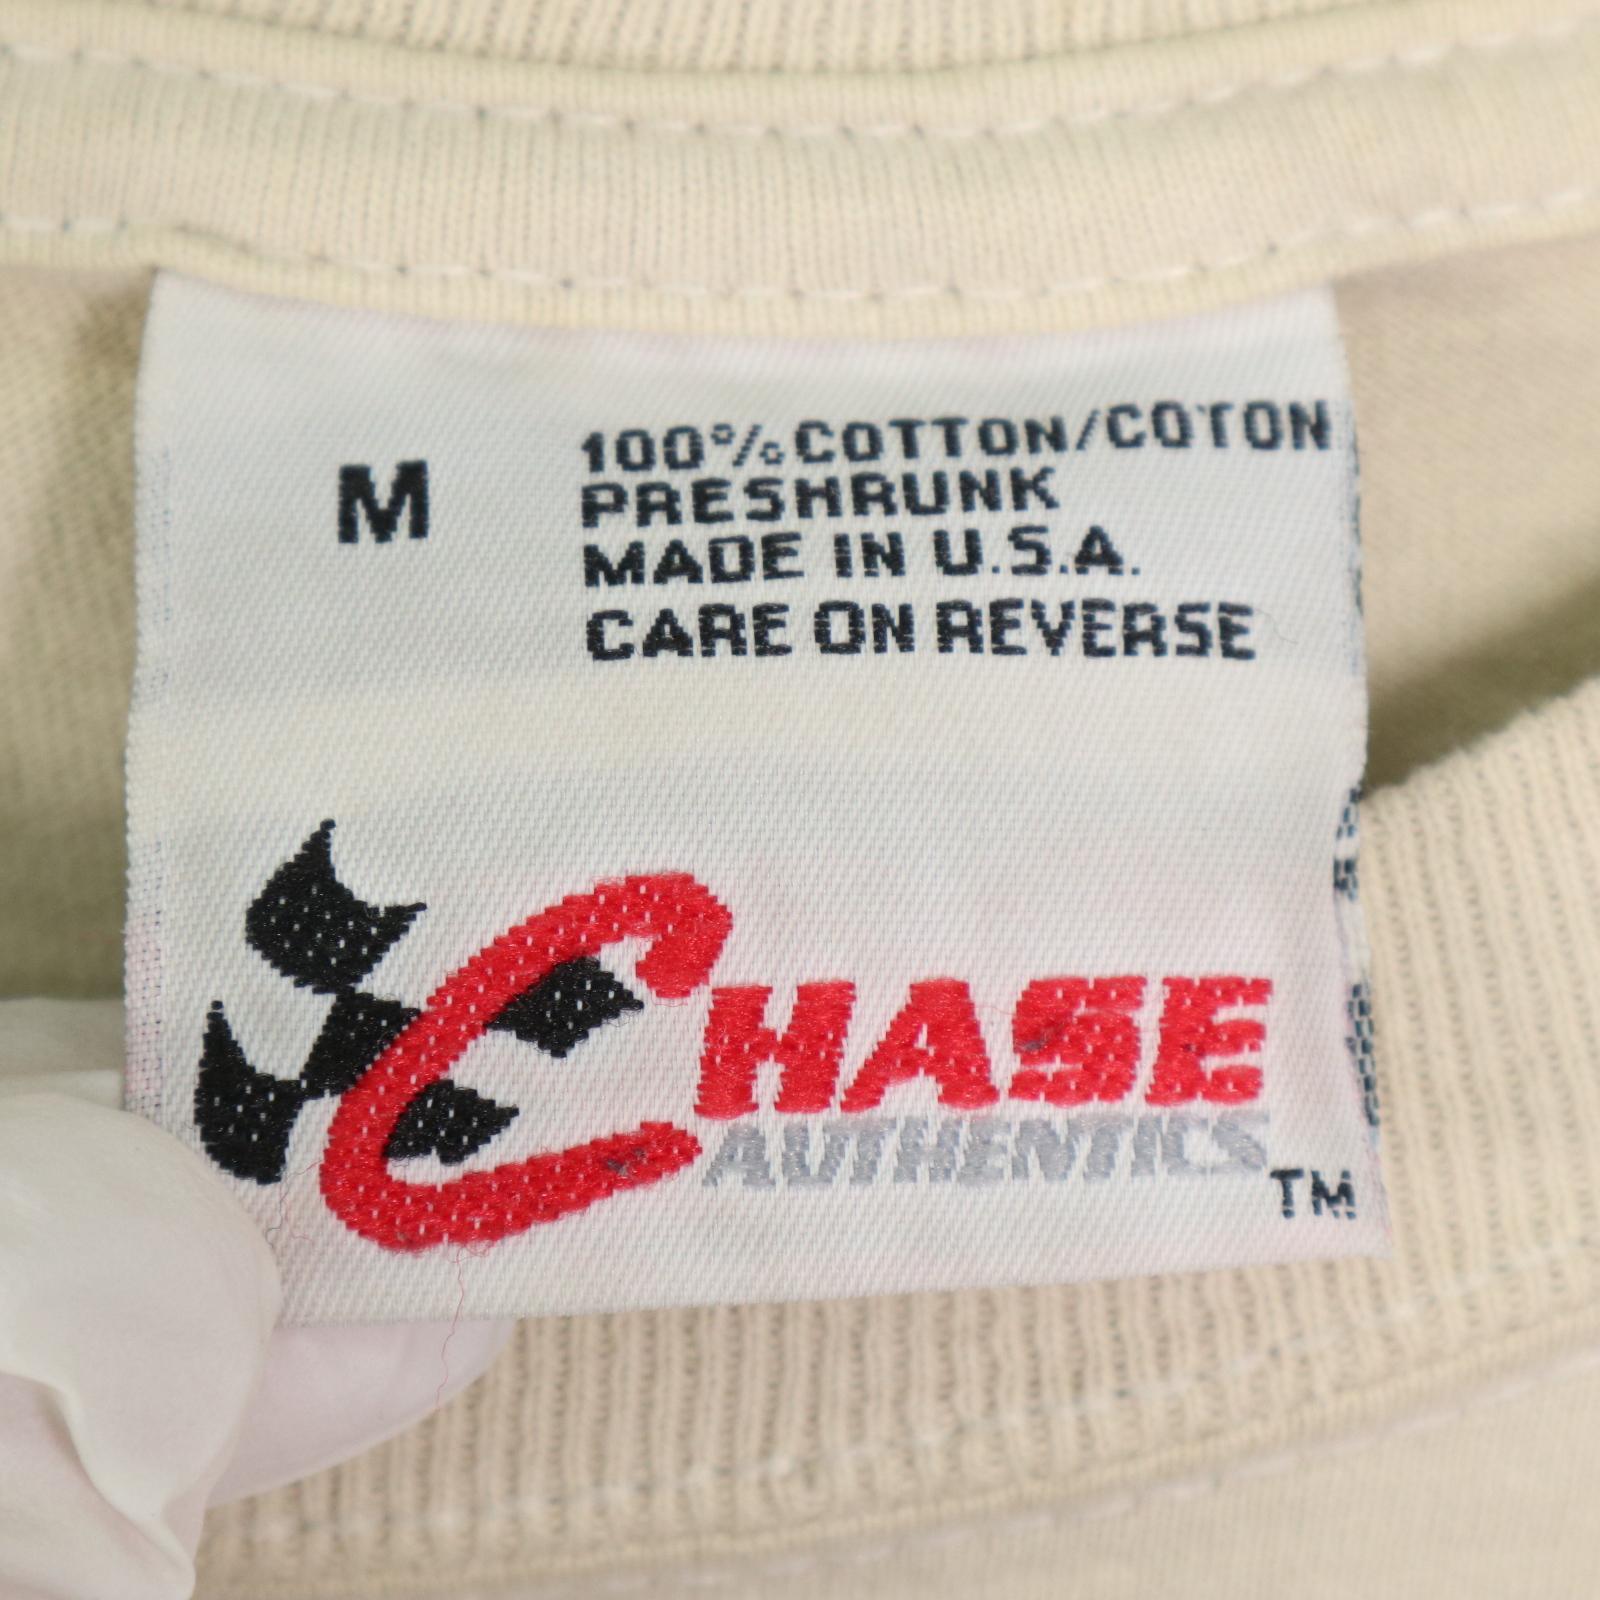 M
100% COTTON/COTON
PRESHRUNK
MADE IN U.S.A.
CARE ON REVERSE
CHASE
AUTHENTICS
TM